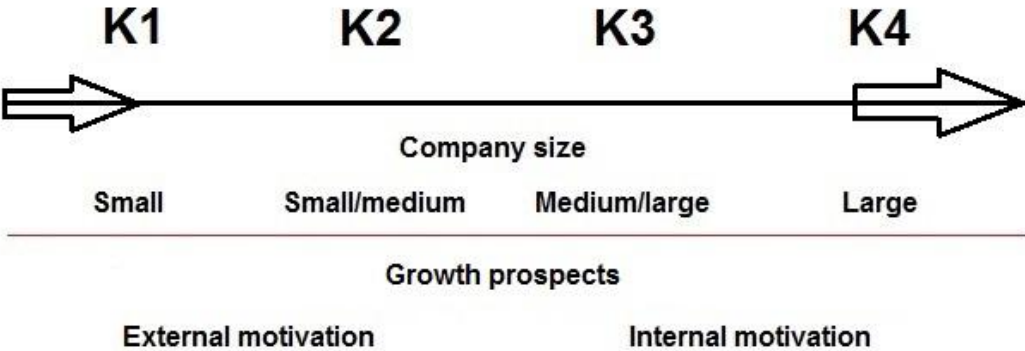 K1 K2 K3 K4
Company size
Small Small/medium Medium/large Large
Growth prospects
External motivation Internal motivation